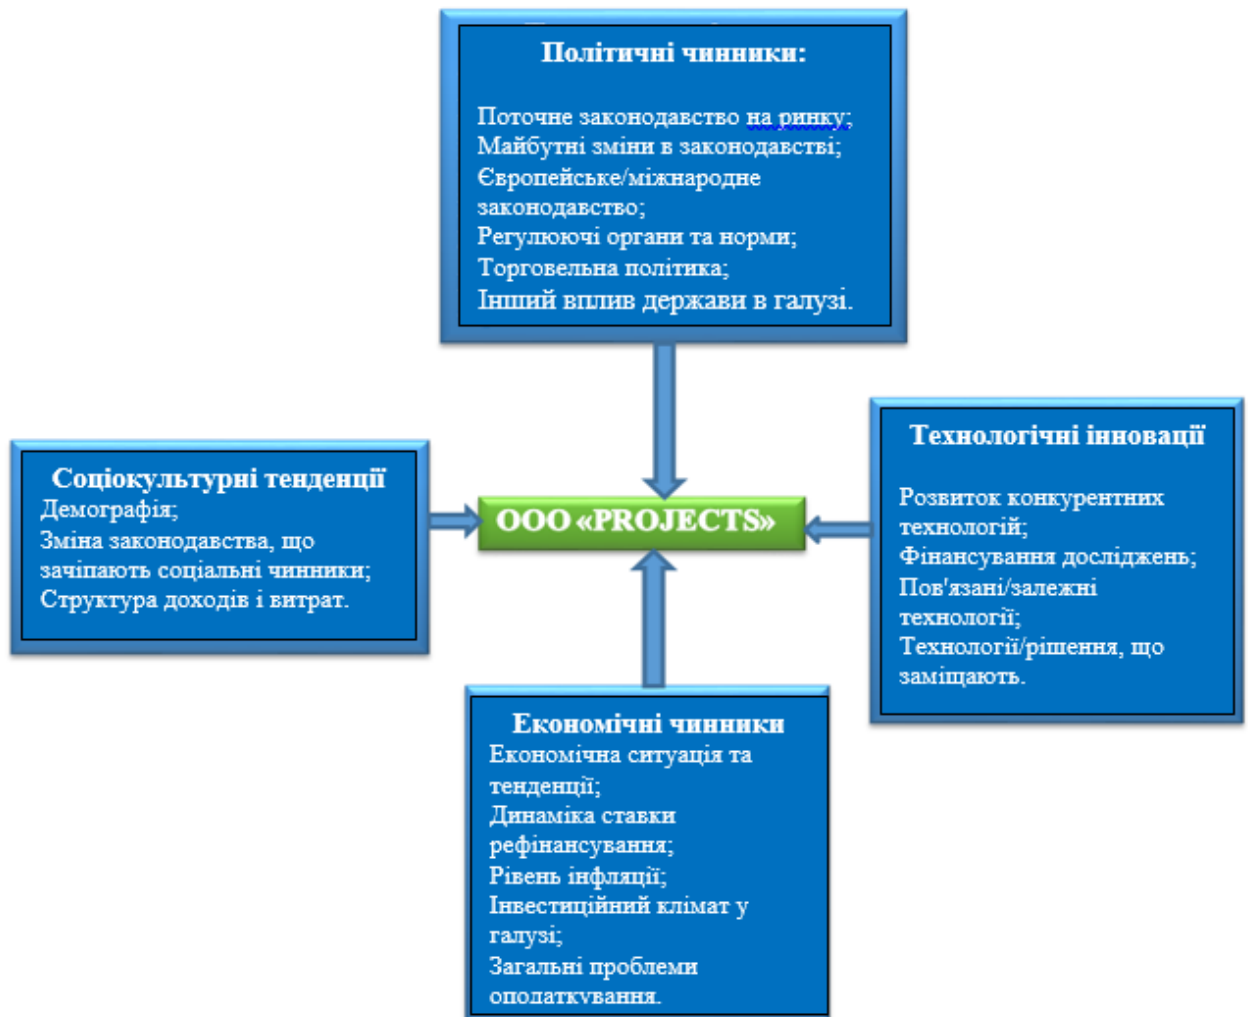 Політичні чинники:
Поточне законодавство на ринку;
Майбутні зміни в законодавстві;
Європейське/міжнародне
законодавство;
Регулюючі органи та норми;
Торговельна політика;
Інший вплив держави в галузі.
Соціокультурні тенденції
Демографія;
Зміна законодавства, що
зачіпають соціальні чинники;
Структура доходів і витрат.
ООО «PROJECTS»
Технологічні інновації
Розвиток конкурентних
технологій;
Фінансування досліджень;
Пов'язані/залежні
технології;
Технології/рішення, що
заміщають.
Економічні чинники
Економічна ситуація та
тенденції;
Динаміка ставки
рефінансування;
Рівень інфляції;
Інвестиційний клімат у
галузі;
Загальні проблеми
оподаткування.